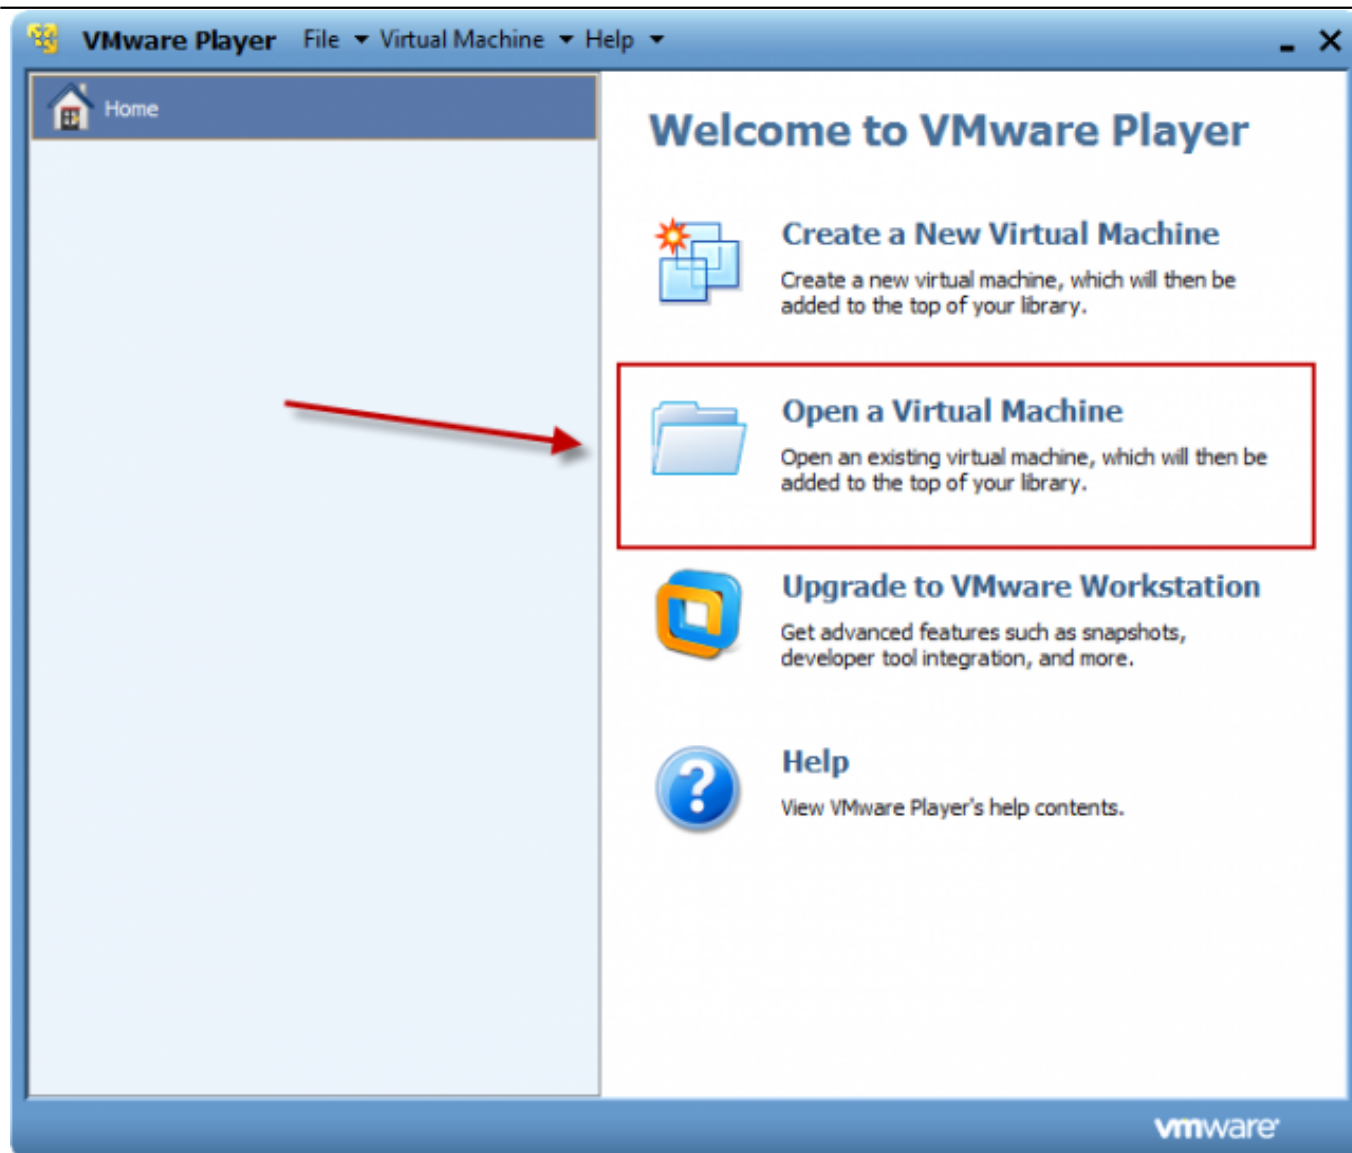 VMware Player File Virtual Machine Help
Home
Welcome to VMware Player
Create a New Virtual Machine
Create a new virtual machine, which will then be
added to the top of your library.
Open a Virtual Machine
Open an existing virtual machine, which will then be
added to the top of your library.
Upgrade to VMware Workstation
Get advanced features such as snapshots,
developer tool integration, and more.
Help
View VMware Player's help contents.
vmware